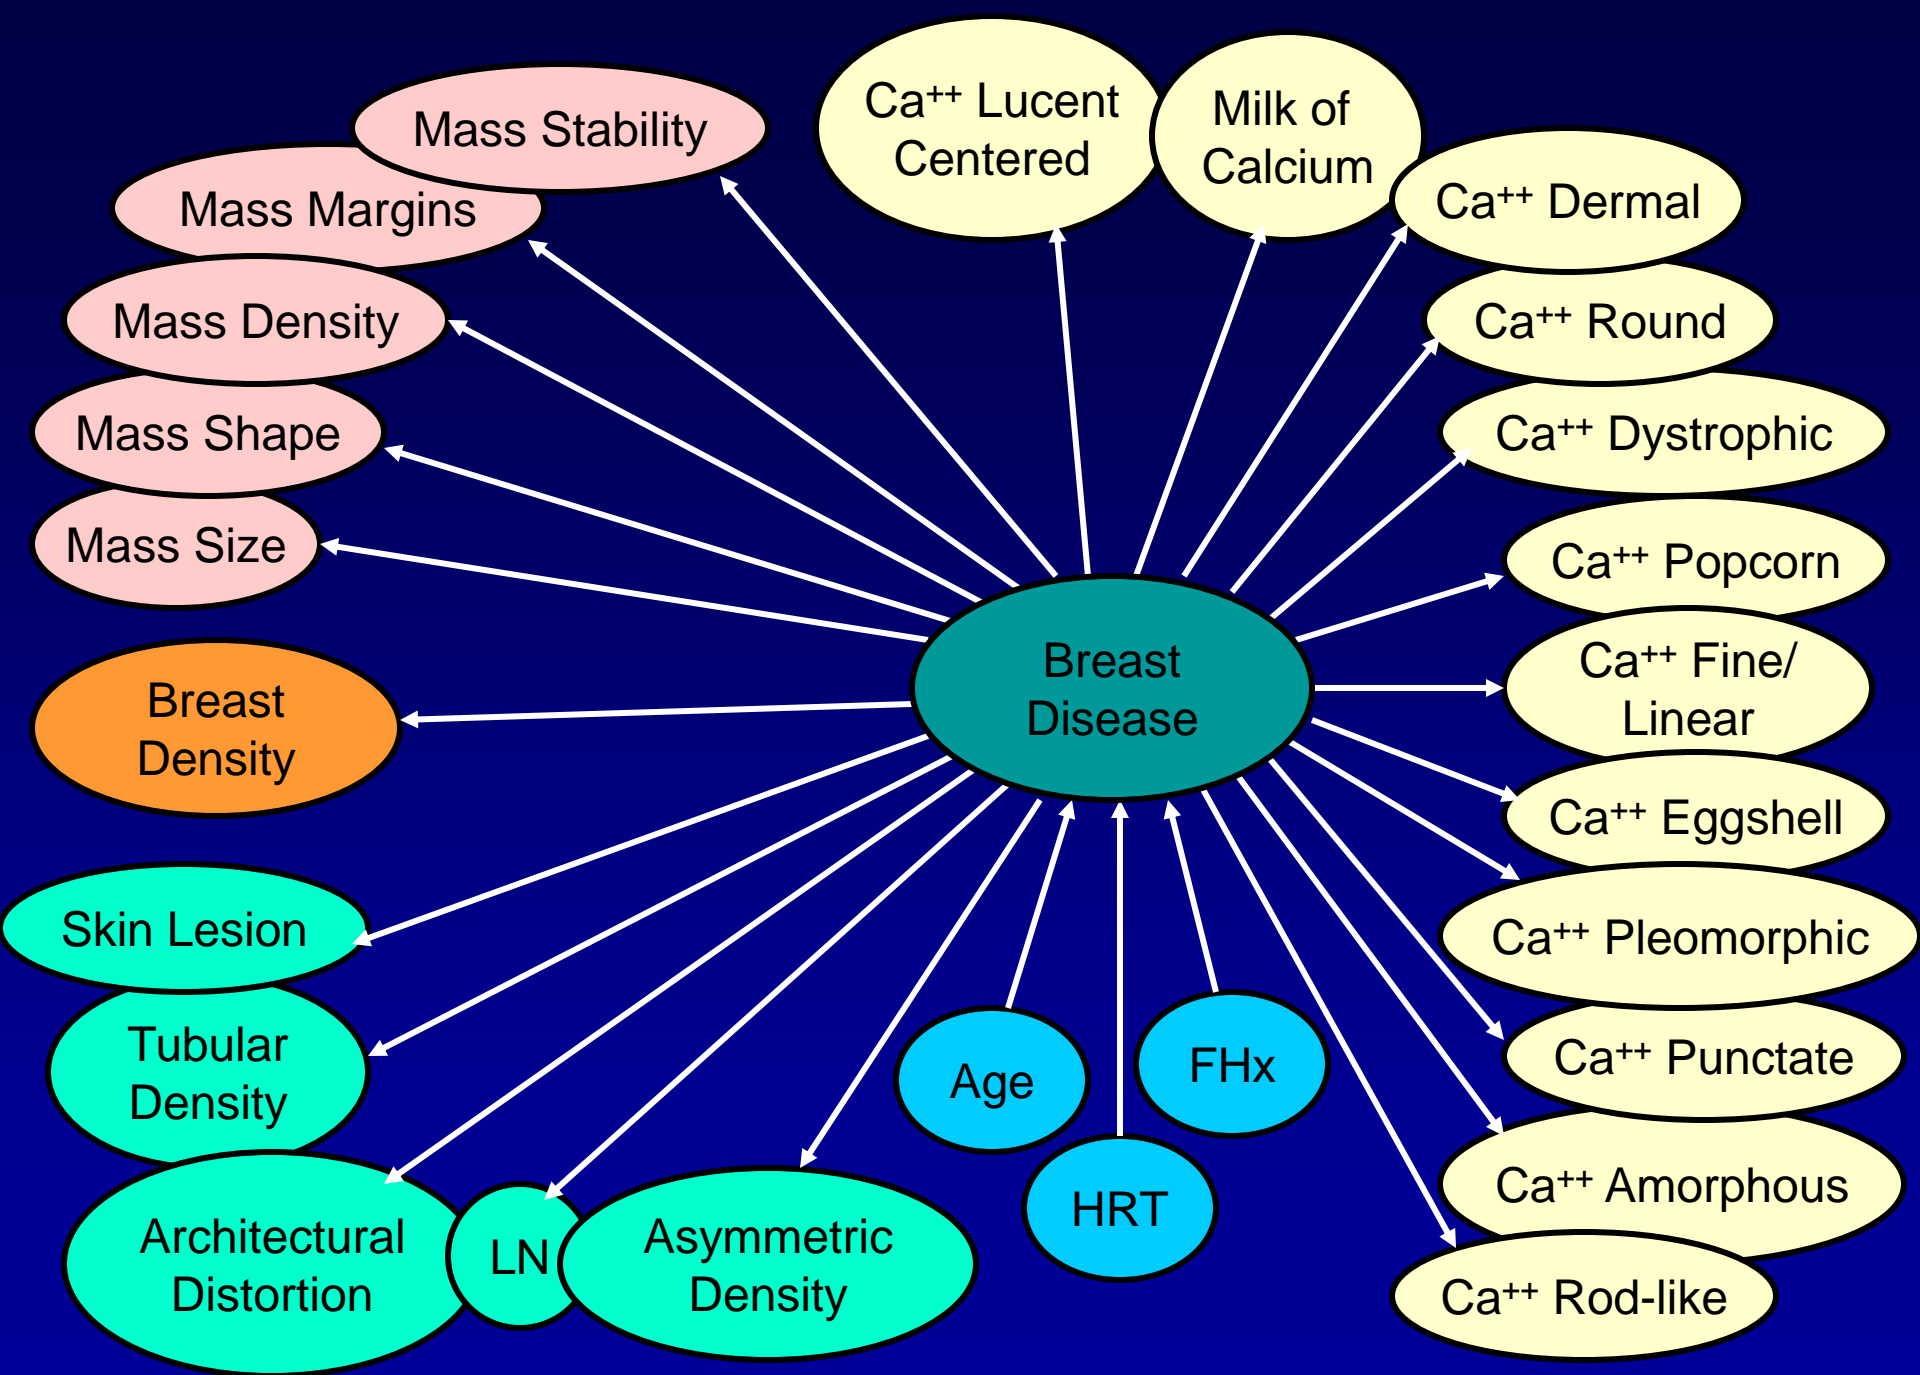 Mass Stability
Mass Margins
Mass Density
Mass Shape
Mass Size
Breast
Density
Skin Lesion
Tubular
Density
Architectural
Distortion
LN
Asymmetric
Density
Breast
Disease
Age
HRT
FHx
Ca⁺⁺ Lucent
Centered
Milk of
Calcium
Ca⁺⁺ Dermal
Ca⁺⁺ Round
Ca⁺⁺ Dystrophic
Ca⁺⁺ Popcorn
Ca⁺⁺ Fine/
Linear
Ca⁺⁺ Eggshell
Ca⁺⁺ Pleomorphic
Ca⁺⁺ Punctate
Ca⁺⁺ Amorphous
Ca⁺⁺ Rod-like